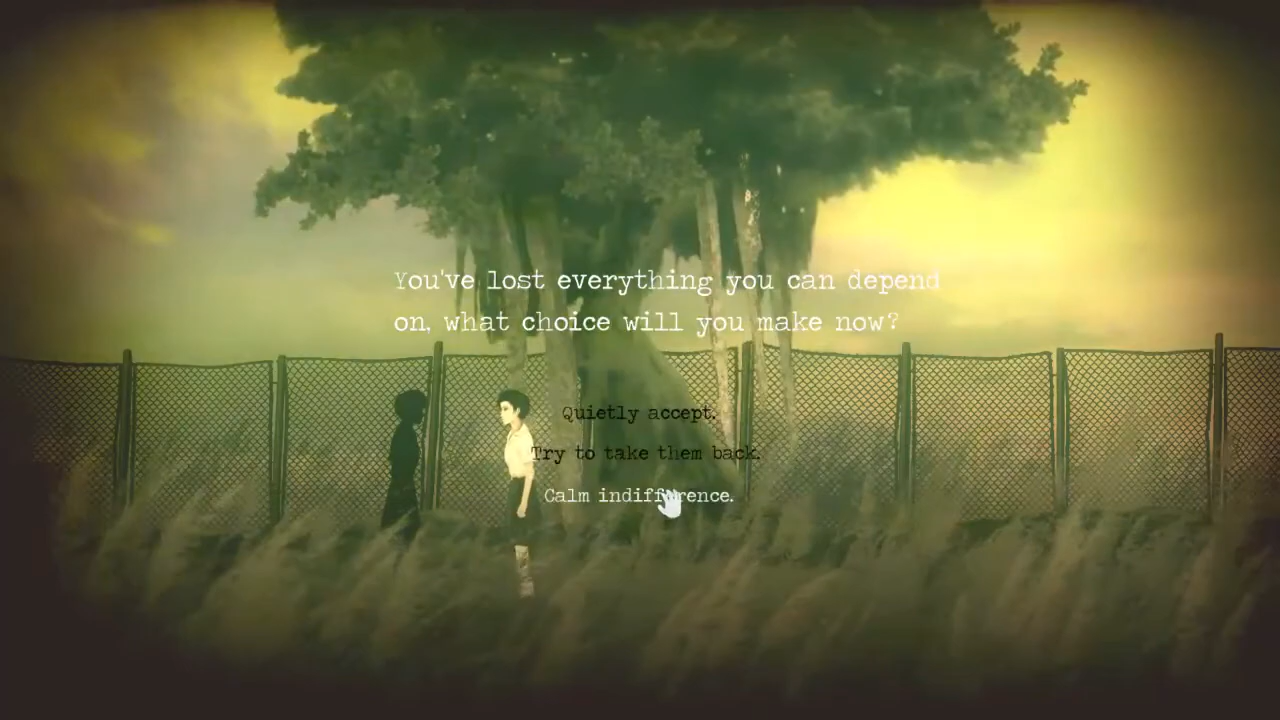 You've lost everything you can depend
on, what choice will you make now?
Quietly accept.
Try to take them back.
Calm indifference.